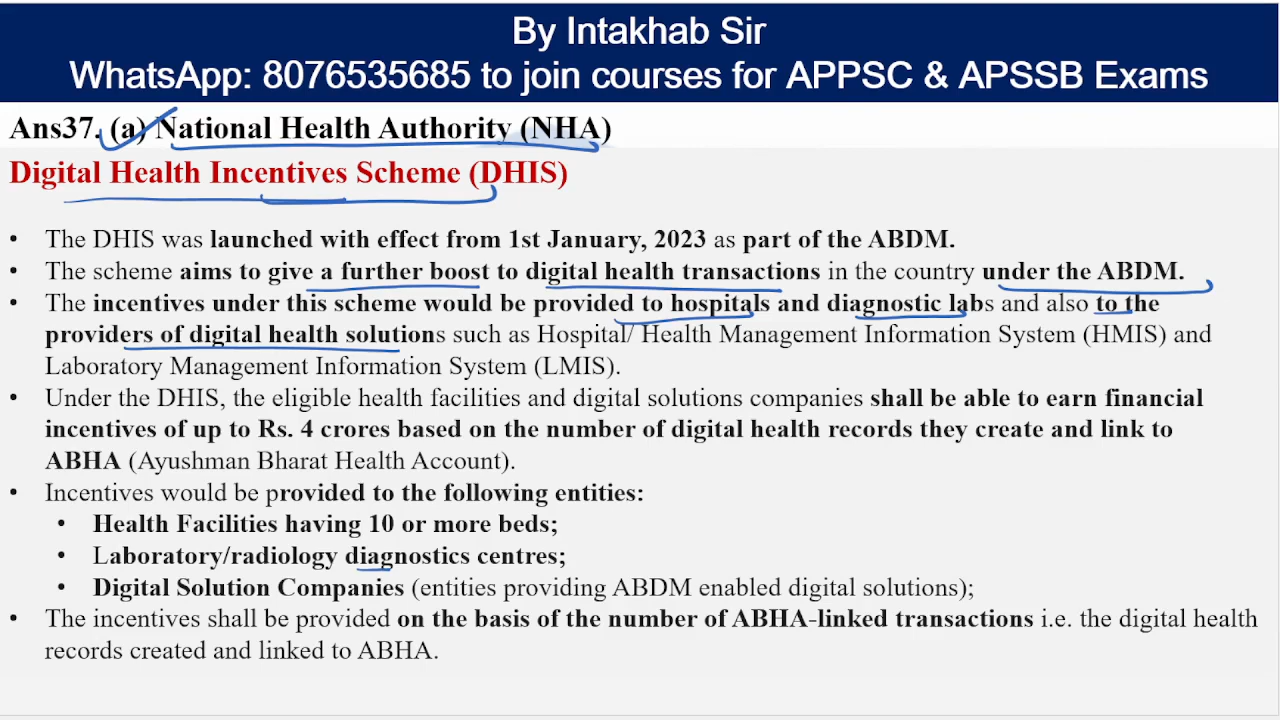 By Intakhab Sir
WhatsApp: 8076535685 to join courses for APPSC & APSSB Exams
Ans37. (a) National Health Authority (NHA)
Digital Health Incentives Scheme (DHIS)
• The DHIS was launched with effect from 1st January, 2023 as part of the ABDM.
• The scheme aims to give a further boost to digital health transactions in the country under the ABDM.
• The incentives under this scheme would be provided to hospitals and diagnostic labs and also to the
providers of digital health solutions such as Hospital/ Health Management Information System (HMIS) and
Laboratory Management Information System (LMIS).
• Under the DHIS, the eligible health facilities and digital solutions companies shall be able to earn financial
incentives of up to Rs. 4 crores based on the number of digital health records they create and link to
ABHA (Ayushman Bharat Health Account).
• Incentives would be provided to the following entities:
• Health Facilities having 10 or more beds;
• Laboratory/radiology diagnostics centres;
• Digital Solution Companies (entities providing ABDM enabled digital solutions);
• The incentives shall be provided on the basis of the number of ABHA-linked transactions i.e. the digital health
records created and linked to ABHA.